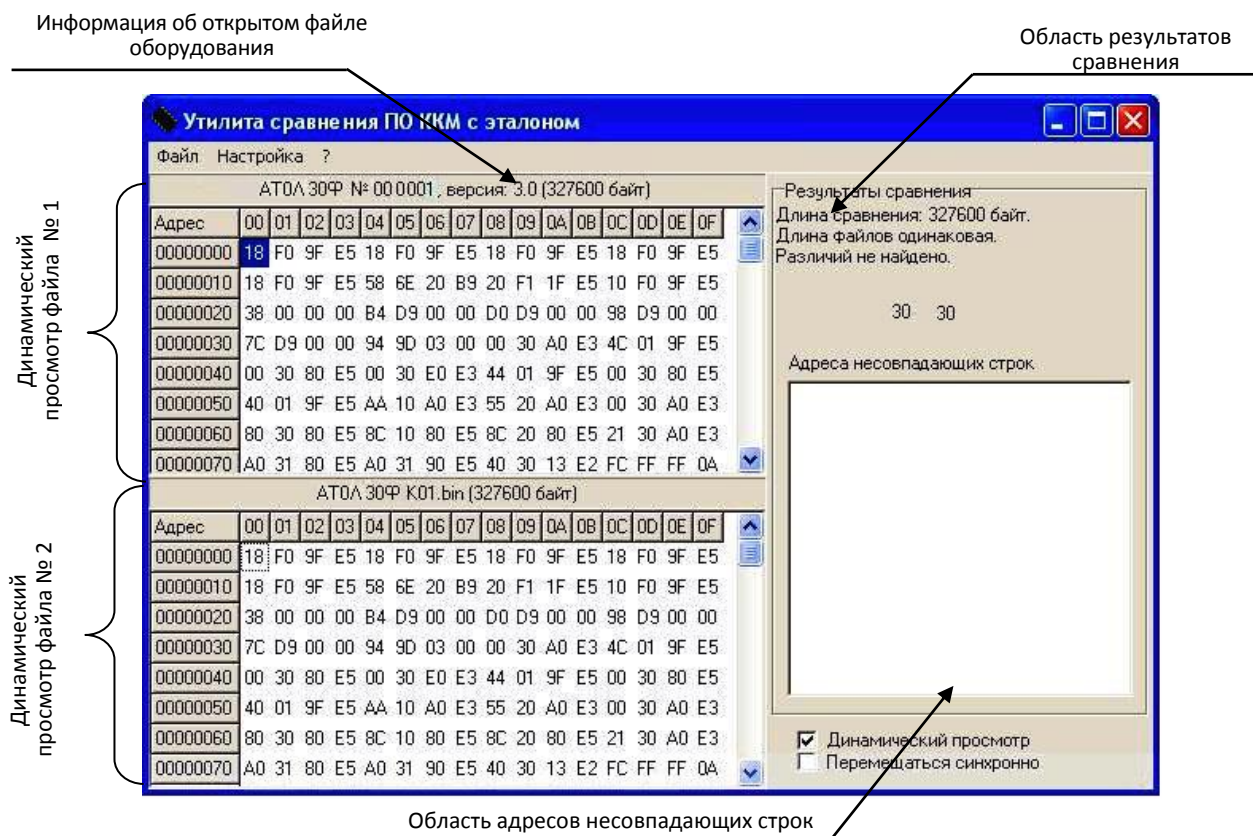 Информация об открытом файле
оборудования
Область результатов
сравнения
Утилита сравнения ПО ККМ с эталоном
Файл Настройка ?
Динамический
просмотр файла № 1
АТОЛ 30Ф № 000001, версия: 3.0 (327600 байт)
Адрес 00 01 02 03 04 05 06 07 08 09 0A 0B 0C 0D 0E 0F
00000000 18 F0 9F E5 18 F0 9F E5 18 F0 9F E5 18 F0 9F E5
00000010 18 F0 9F E5 58 6E 20 B9 20 F1 1F E5 10 F0 9F E5
00000020 38 00 00 00 B4 D9 00 00 D0 D9 00 00 98 D9 00 00
00000030 7C D9 00 00 94 9D 03 00 00 30 A0 E3 4C 01 9F E5
00000040 00 30 80 E5 00 30 E0 E3 44 01 9F E5 00 30 80 E5
00000050 40 01 9F E5 AA 10 A0 E3 55 20 A0 E3 00 30 A0 E3
00000060 80 30 80 E5 8C 10 80 E5 8C 20 80 E5 21 30 A0 E3
00000070 A0 31 80 E5 A0 31 90 E5 40 30 13 E2 FC FF FF 0A
Динамический
просмотр файла № 2
АТОЛ 30Ф K01.bin (327600 байт)
Адрес 00 01 02 03 04 05 06 07 08 09 0A 0B 0C 0D 0E 0F
00000000 18 F0 9F E5 18 F0 9F E5 18 F0 9F E5 18 F0 9F E5
00000010 18 F0 9F E5 58 6E 20 B9 20 F1 1F E5 10 F0 9F E5
00000020 38 00 00 00 B4 D9 00 00 D0 D9 00 00 98 D9 00 00
00000030 7C D9 00 00 94 9D 03 00 00 30 A0 E3 4C 01 9F E5
00000040 00 30 80 E5 00 30 E0 E3 44 01 9F E5 00 30 80 E5
00000050 40 01 9F E5 AA 10 A0 E3 55 20 A0 E3 00 30 A0 E3
00000060 80 30 80 E5 8C 10 80 E5 8C 20 80 E5 21 30 A0 E3
00000070 A0 31 80 E5 A0 31 90 E5 40 30 13 E2 FC FF FF 0A
Результаты сравнения
Длина сравнения: 327600 байт.
Длина файлов одинаковая.
Различий не найдено.
30 30
Адреса несовпадающих строк
Динамический просмотр
Перемещаться синхронно
Область адресов несовпадающих строк